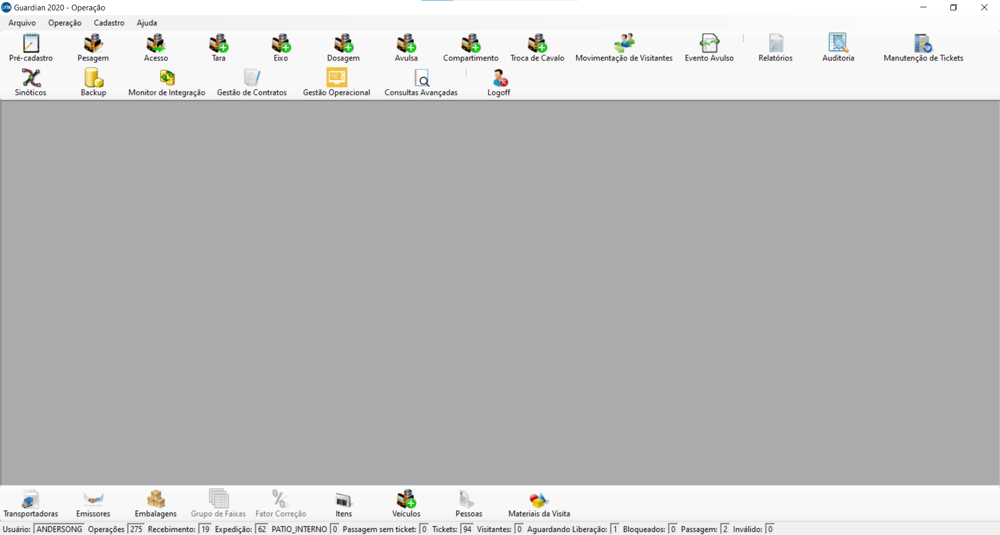 prix Guardian 2020 - Operação
Arquivo Operação Cadastro Ajuda
Pré-cadastro Pesagem Acesso Tara Eixo Dosagem Avulsa Compartimento Troca de Cavalo Movimentação de Visitantes Evento Avulso Relatórios Auditoria Manutenção de Tickets
Sinóticos Backup Monitor de Integração Gestão de Contratos Gestão Operacional Consultas Avançadas Logoff
Transportadoras Emissores Embalagens Grupo de Faixas Fator Correção Itens Veículos Pessoas Materiais da Visita
Usuário: ANDERSONG Operações 275 Recebimento: 19 Expedição: 62 PATIO_INTERNO 0 Passagem sem ticket: 0 Tickets: 94 Visitantes: 0 Aguardando Liberação: 1 Bloqueados: 0 Passagem: 2 Inválido: 0